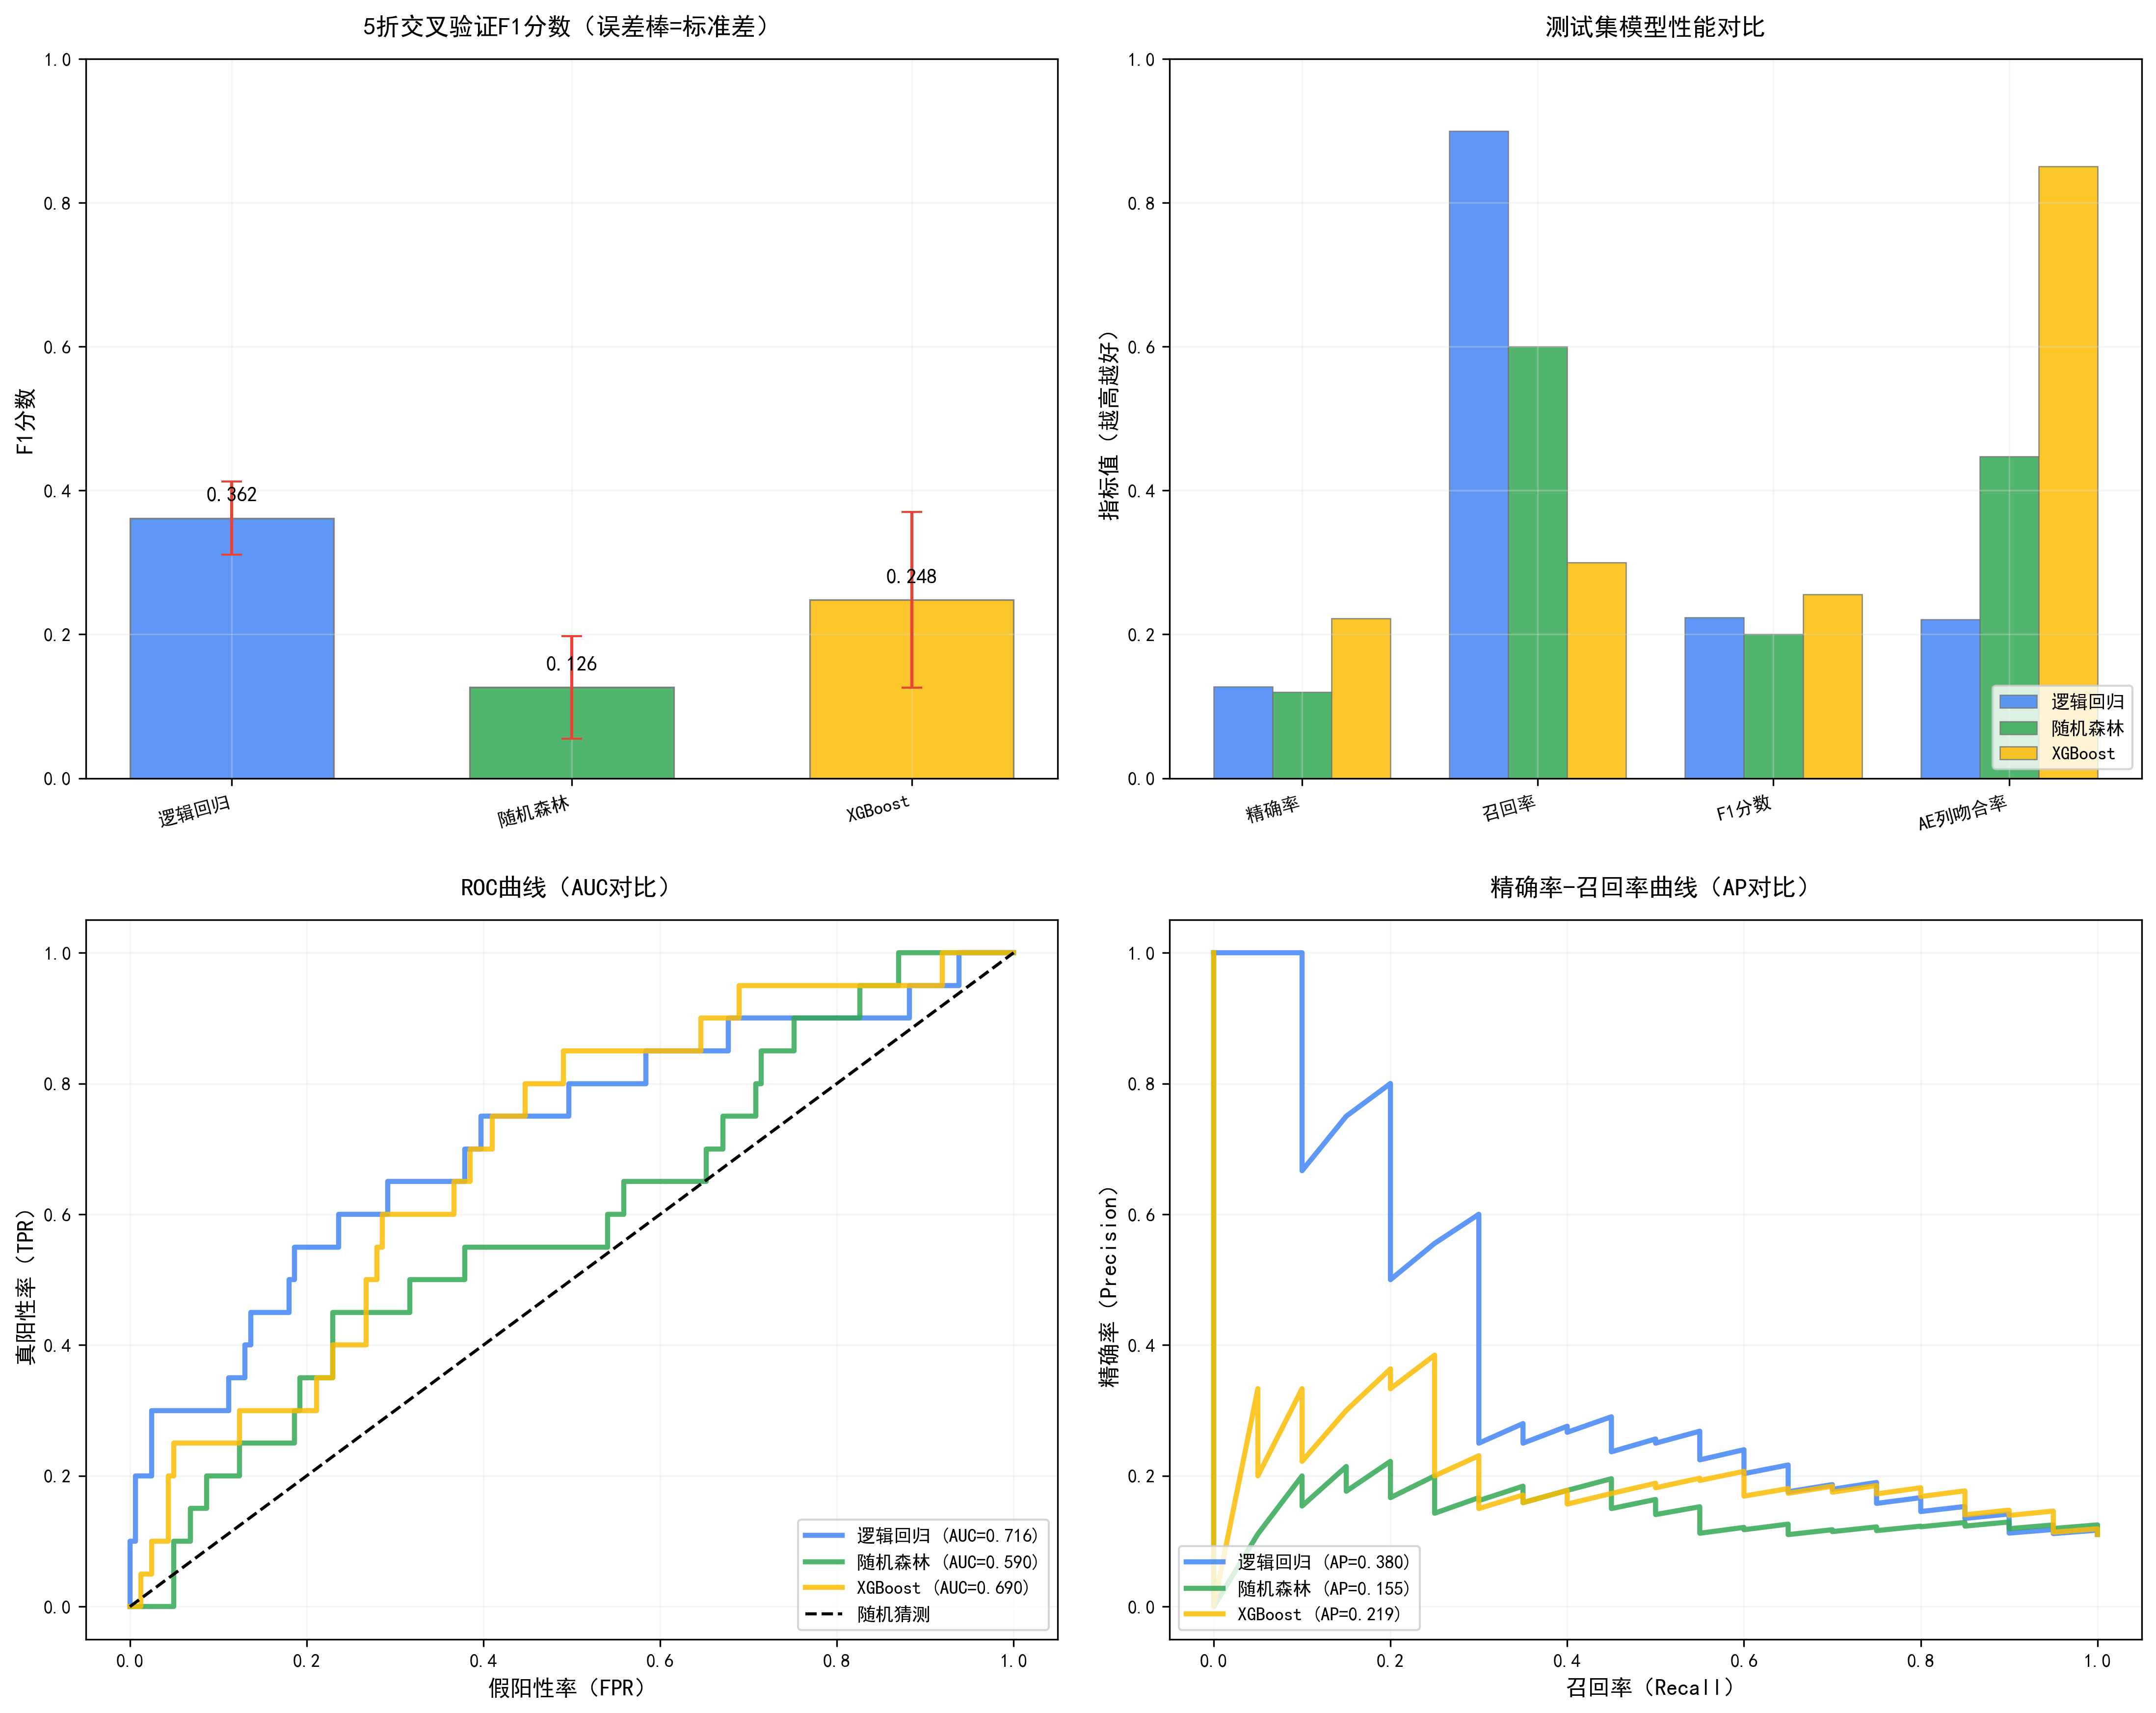 5折交叉验证F1分数（误差棒=标准差）
F1分数
1.0
0.8
0.6
0.4
0.2
0.0
0.362
0.126
0.248
逻辑回归
随机森林
XGBoost
测试集模型性能对比
指标值（越高越好）
1.0
0.8
0.6
0.4
0.2
0.0
精确率
召回率
F1分数
AE列吻合率
逻辑回归
随机森林
XGBoost
ROC曲线（AUC对比）
真阳性率（TPR）
1.0
0.8
0.6
0.4
0.2
0.0
0.0
0.2
0.4
0.6
0.8
1.0
假阳性率（FPR）
逻辑回归 (AUC=0.716)
随机森林 (AUC=0.590)
XGBoost (AUC=0.690)
随机猜测
精确率-召回率曲线（AP对比）
精确率（Precision）
1.0
0.8
0.6
0.4
0.2
0.0
0.0
0.2
0.4
0.6
0.8
1.0
召回率（Recall）
逻辑回归 (AP=0.380)
随机森林 (AP=0.155)
XGBoost (AP=0.219)